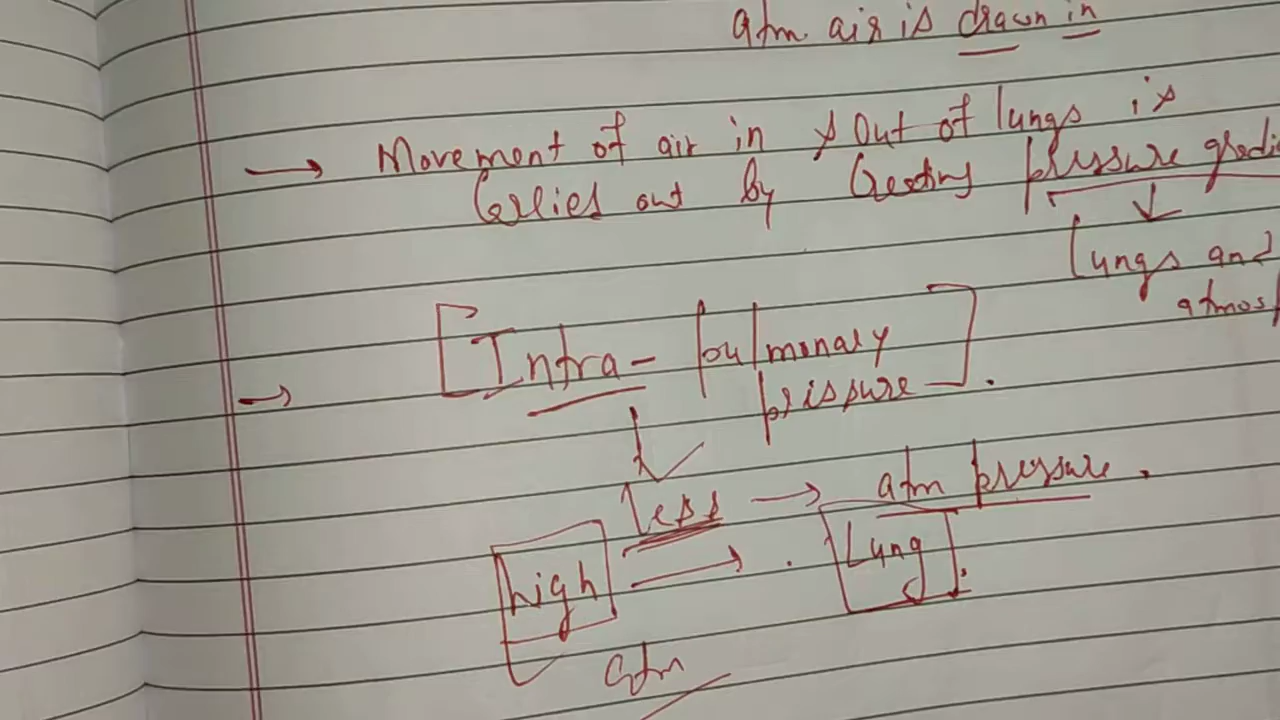 atm air is drawn in
→ Movement of air in & Out of lungs is
Carries out by Creating pressure gradi
↓
Lungs and
atmos
→ [Intra - pulmonary
pressure].
↓
less → atm pressure.
high → . Lung
atm